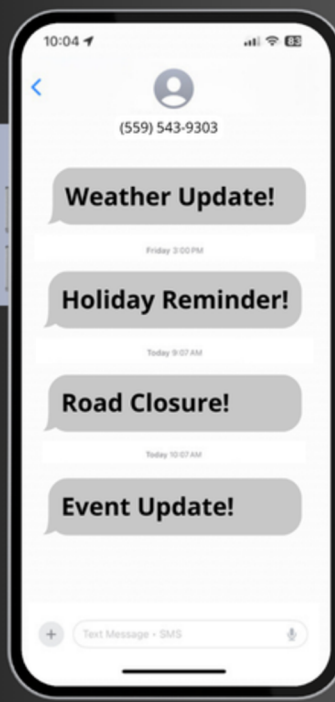 10:04
83
(559) 543-9303
Weather Update!
Friday 3:00 PM
Holiday Reminder!
Today 9:07 AM
Road Closure!
Today 10:07 AM
Event Update!
Text Message • SMS